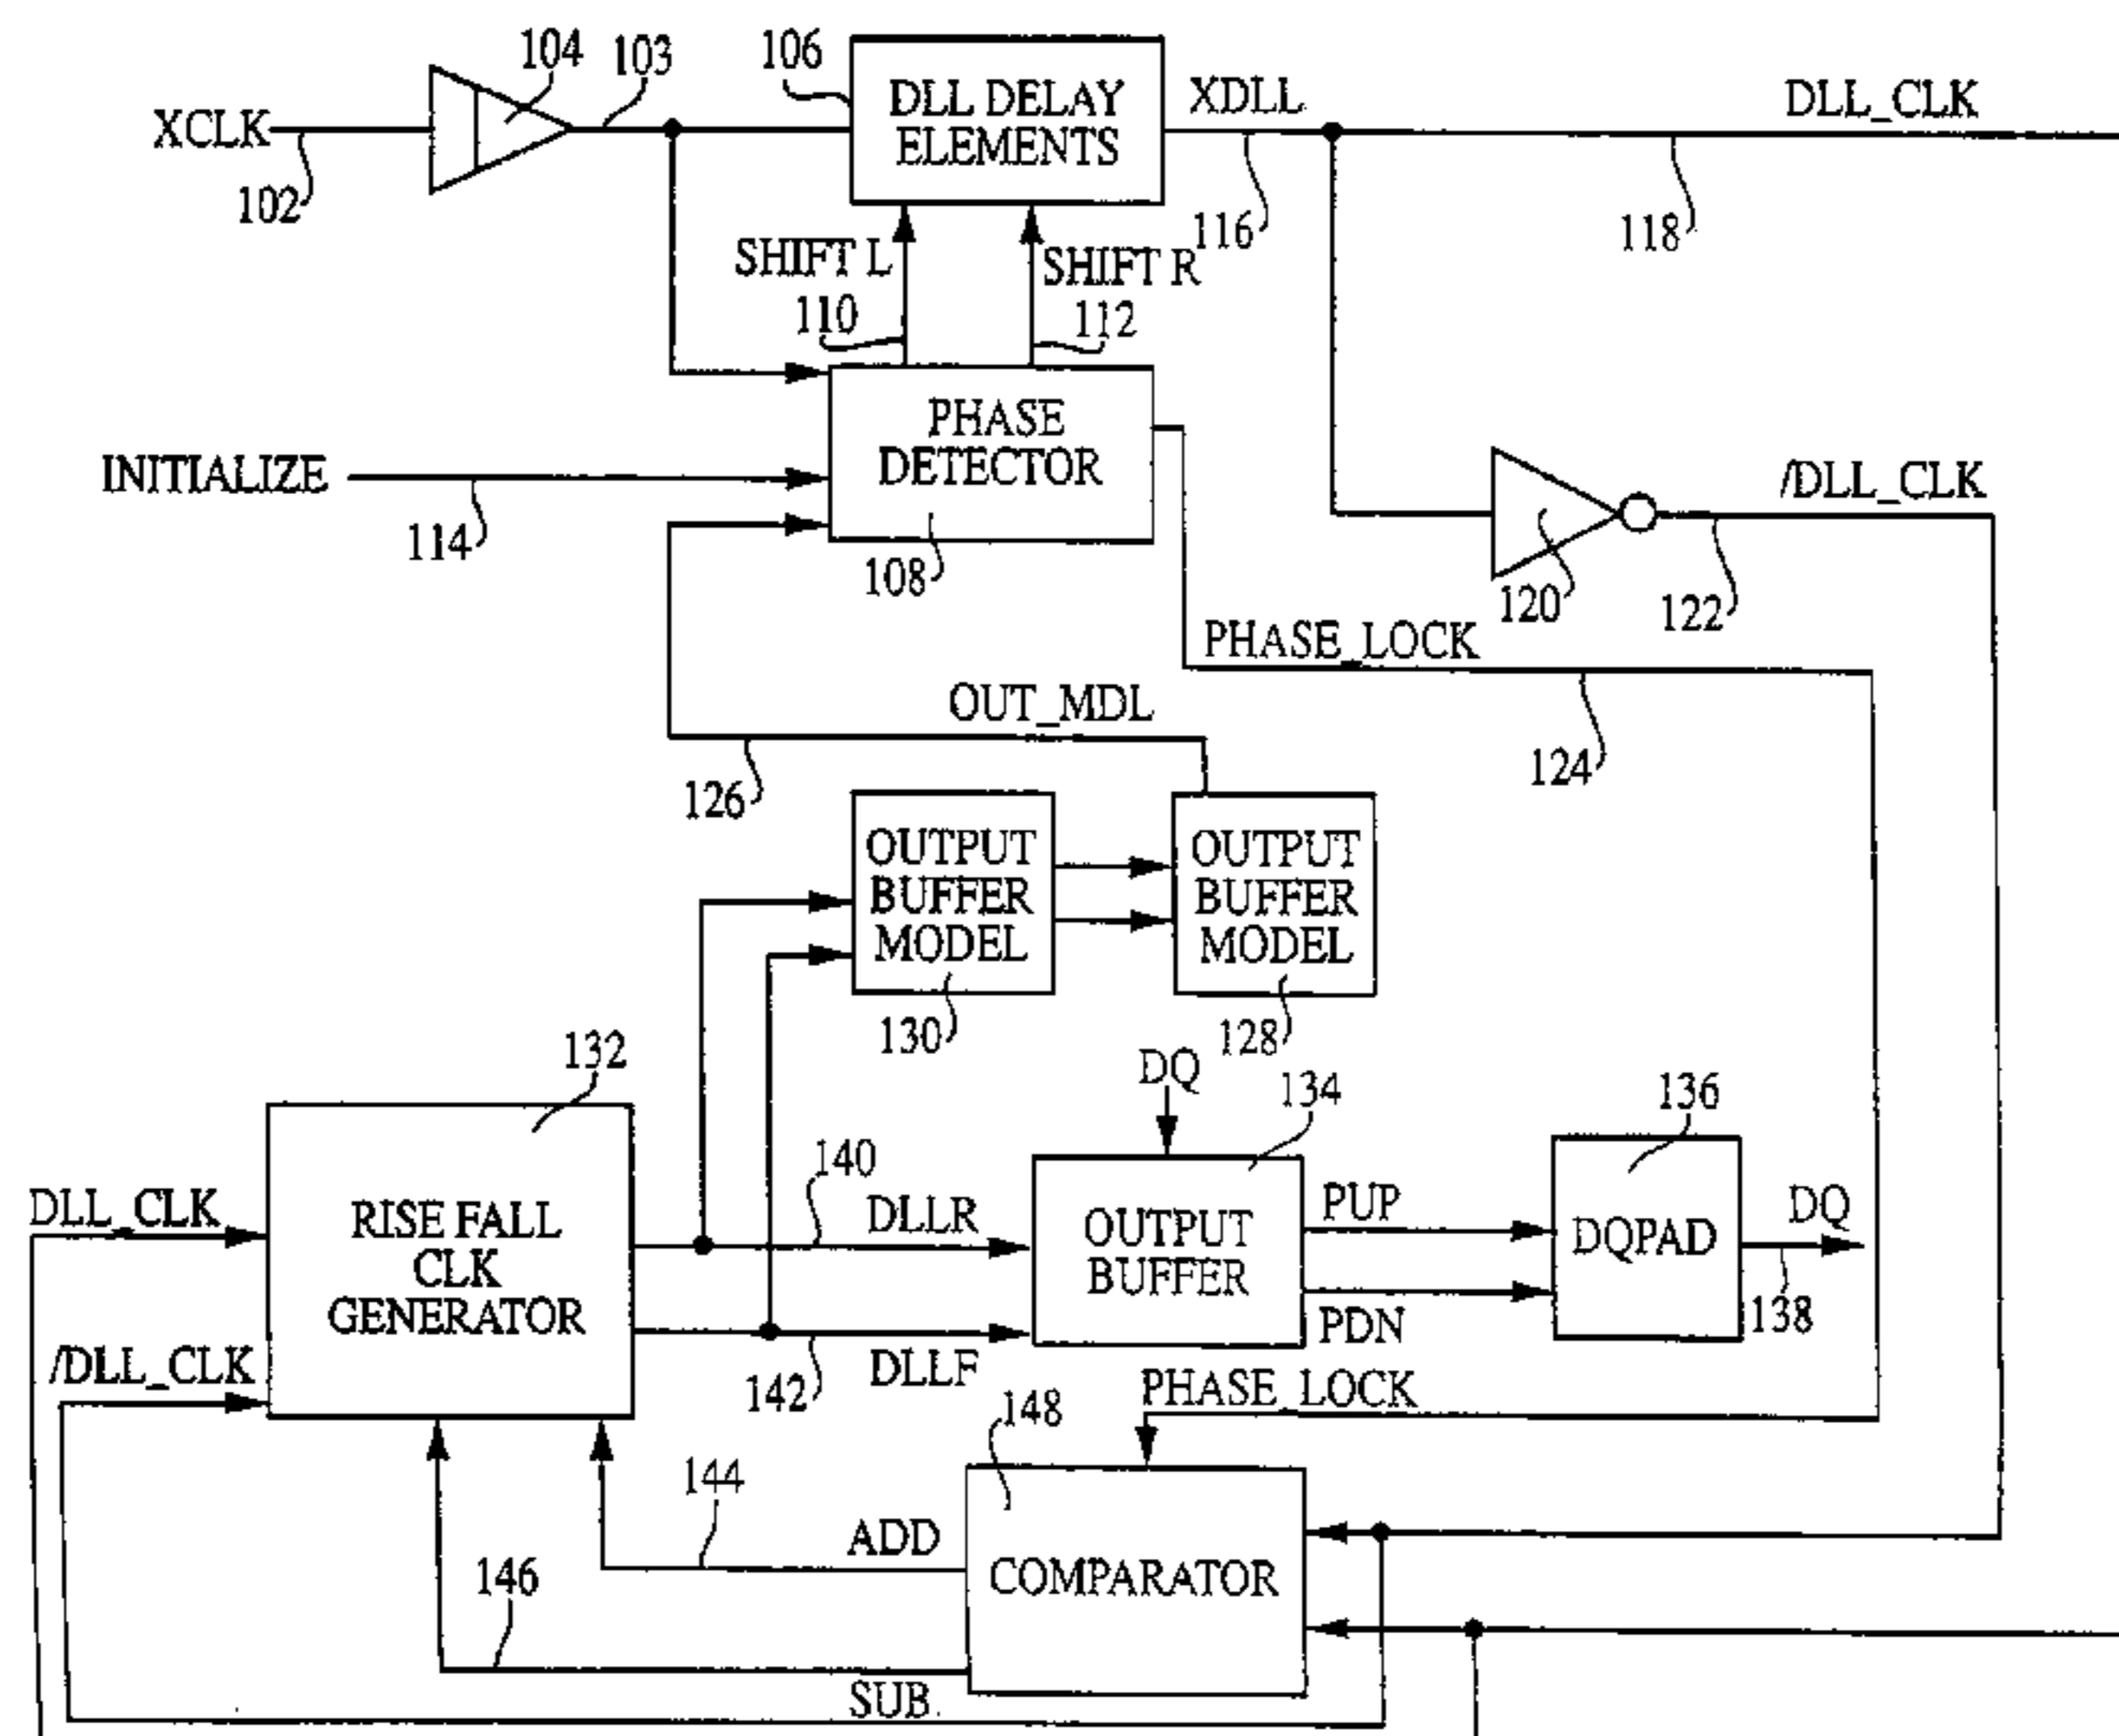 104
103
106
XCLK
102
DLL DELAY
ELEMENTS
XDLL
DLL_CLK
116
118
SHIFT L
SHIFT R
110
112
PHASE
DETECTOR
INITIALIZE
114
108
/DLL_CLK
120
122
PHASE_LOCK
124
OUT_MDL
126
OUTPUT
BUFFER
MODEL
130
OUTPUT
BUFFER
MODEL
128
132
DQ
134
136
140
DLL_CLK
RISE FALL
CLK
GENERATOR
DLLR
OUTPUT
BUFFER
PUP
DQPAD
DQ
138
PDN
/DLL_CLK
142
DLLF
PHASE_LOCK
148
144
ADD
COMPARATOR
146
SUB